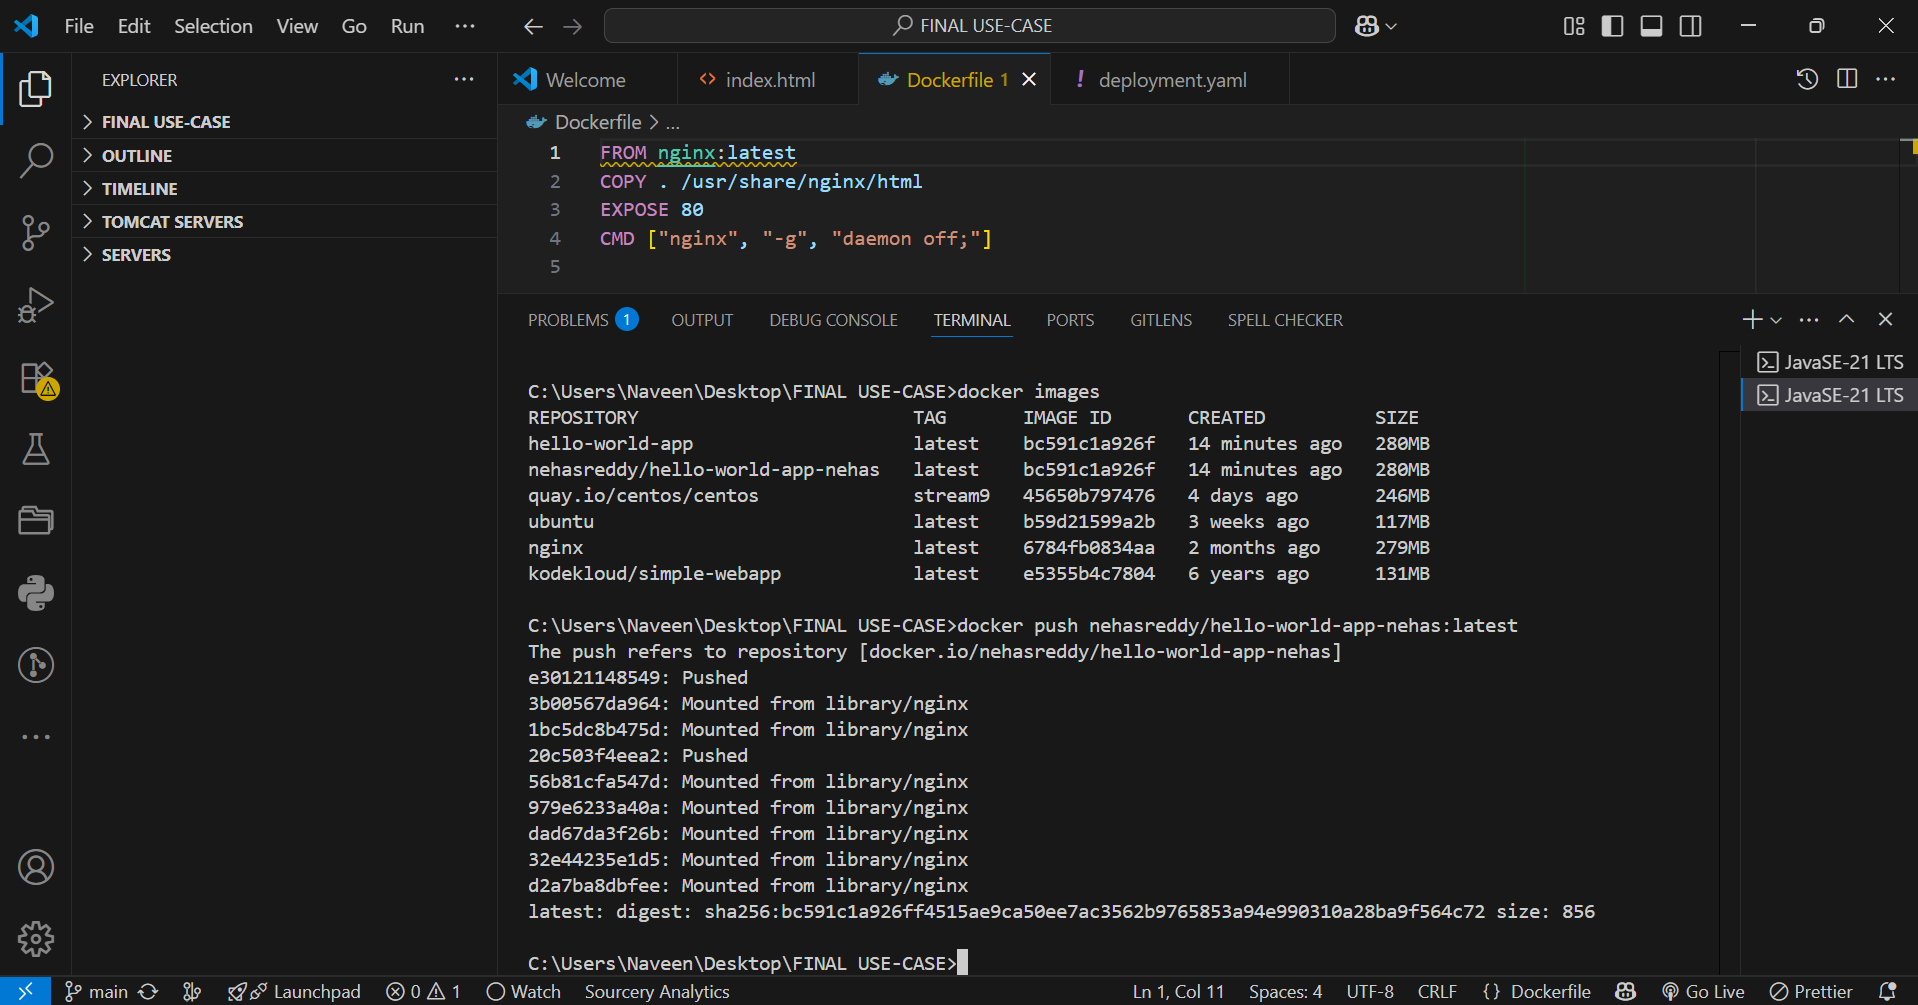 File Edit Selection View Go Run ··· FINAL USE-CASE
EXPLORER ···
FINAL USE-CASE
OUTLINE
TIMELINE
TOMCAT SERVERS
SERVERS
Welcome index.html Dockerfile 1 deployment.yaml
Dockerfile > ...
1 FROM nginx:latest
2 COPY . /usr/share/nginx/html
3 EXPOSE 80
4 CMD ["nginx", "-g", "daemon off;"]
5
PROBLEMS 1 OUTPUT DEBUG CONSOLE TERMINAL PORTS GITLENS SPELL CHECKER
JavaSE-21 LTS
JavaSE-21 LTS
C:\Users\Naveen\Desktop\FINAL USE-CASE>docker images
REPOSITORY TAG IMAGE ID CREATED SIZE
hello-world-app latest bc591c1a926f 14 minutes ago 280MB
nehasreddy/hello-world-app-nehas latest bc591c1a926f 14 minutes ago 280MB
quay.io/centos/centos stream9 45650b797476 4 days ago 246MB
ubuntu latest b59d21599a2b 3 weeks ago 117MB
nginx latest 6784fb0834aa 2 months ago 279MB
kodekloud/simple-webapp latest e5355b4c7804 6 years ago 131MB
C:\Users\Naveen\Desktop\FINAL USE-CASE>docker push nehasreddy/hello-world-app-nehas:latest
The push refers to repository [docker.io/nehasreddy/hello-world-app-nehas]
e30121148549: Pushed
3b00567da964: Mounted from library/nginx
1bc5dc8b475d: Mounted from library/nginx
20c503f4eea2: Pushed
56b81cfa547d: Mounted from library/nginx
979e6233a40a: Mounted from library/nginx
dad67da3f26b: Mounted from library/nginx
32e44235e1d5: Mounted from library/nginx
d2a7ba8dbfee: Mounted from library/nginx
latest: digest: sha256:bc591c1a926ff4515ae9ca50ee7ac3562b9765853a94e990310a28ba9f564c72 size: 856
C:\Users\Naveen\Desktop\FINAL USE-CASE>
main Launchpad 0 1 Watch Sourcery Analytics Ln 1, Col 11 Spaces: 4 UTF-8 CRLF {} Dockerfile Go Live Prettier